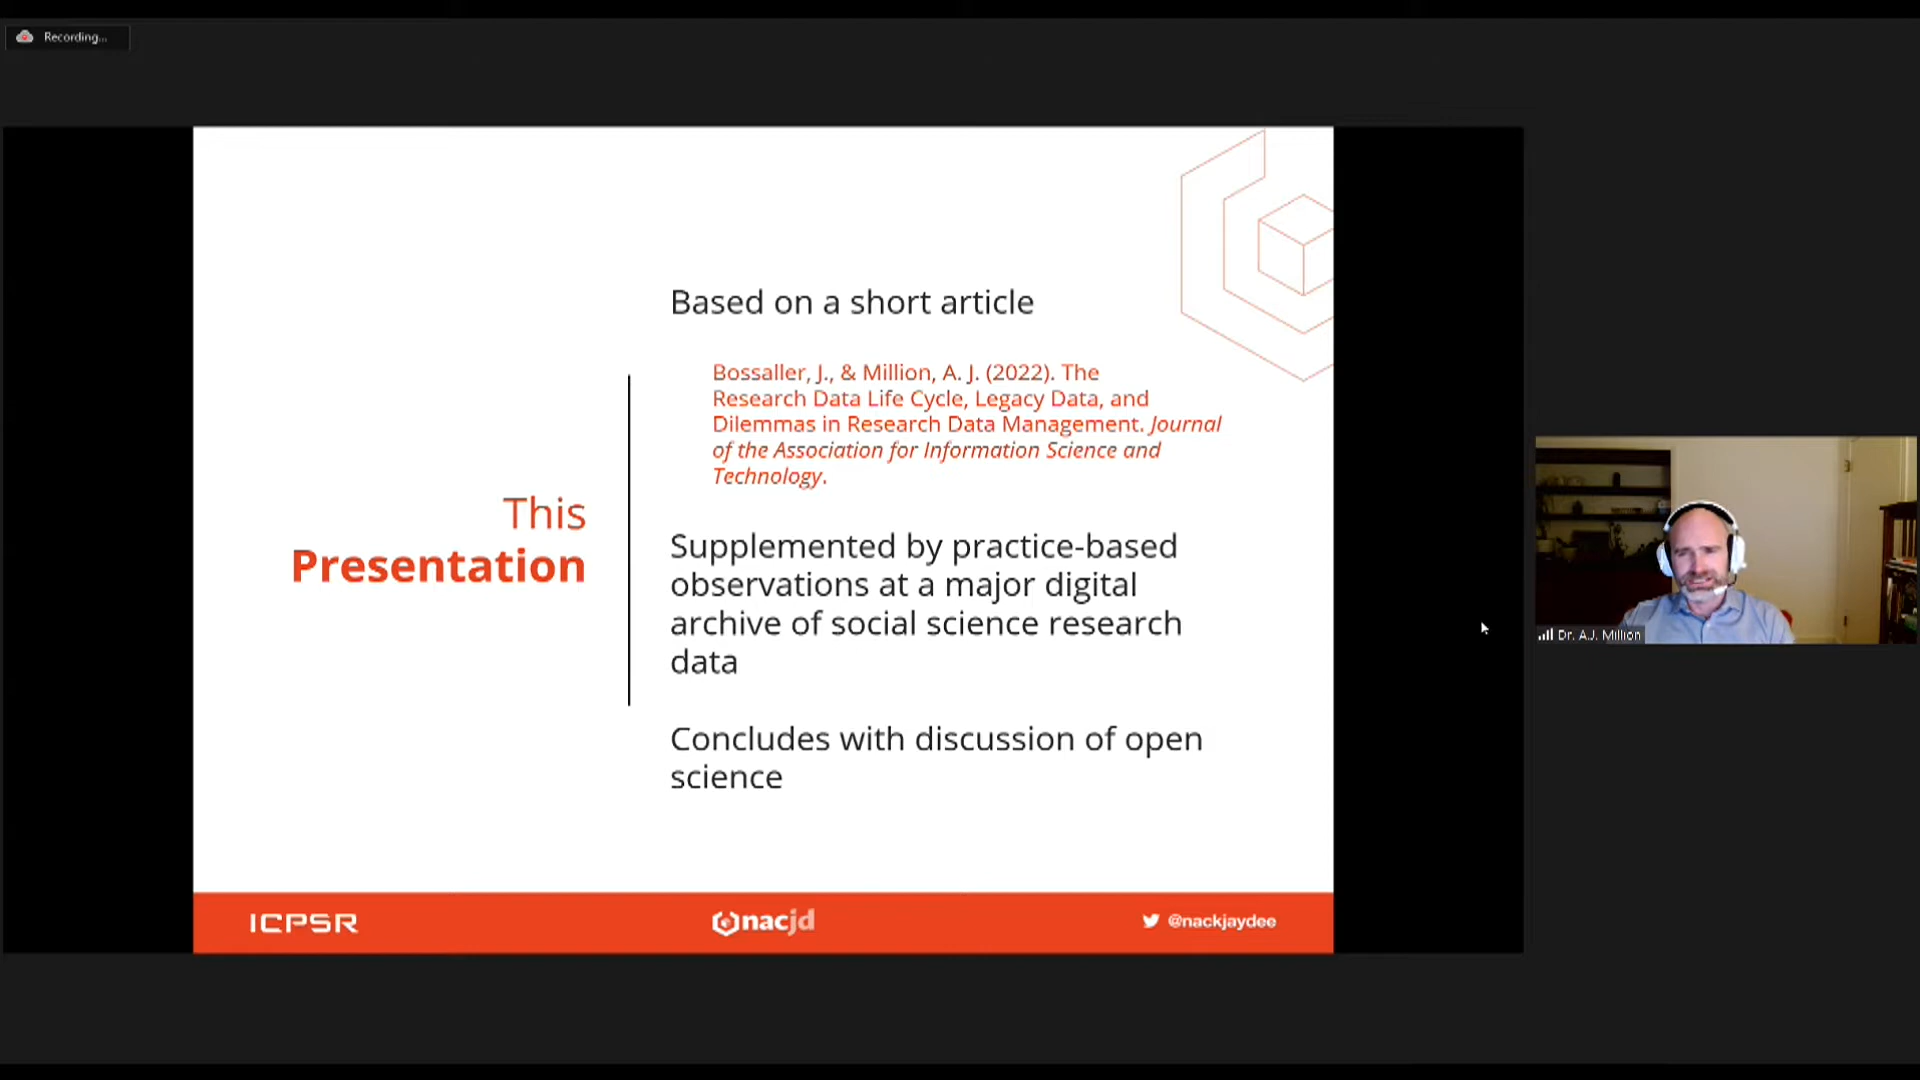 Recording...
This
Presentation
Based on a short article
Bossaller, J., & Million, A. J. (2022). The
Research Data Life Cycle, Legacy Data, and
Dilemmas in Research Data Management. Journal
of the Association for Information Science and
Technology.
Supplemented by practice-based
observations at a major digital
archive of social science research
data
Concludes with discussion of open
science
ICPSR
nacjd
@nackjaydee
Dr. A.J. Million